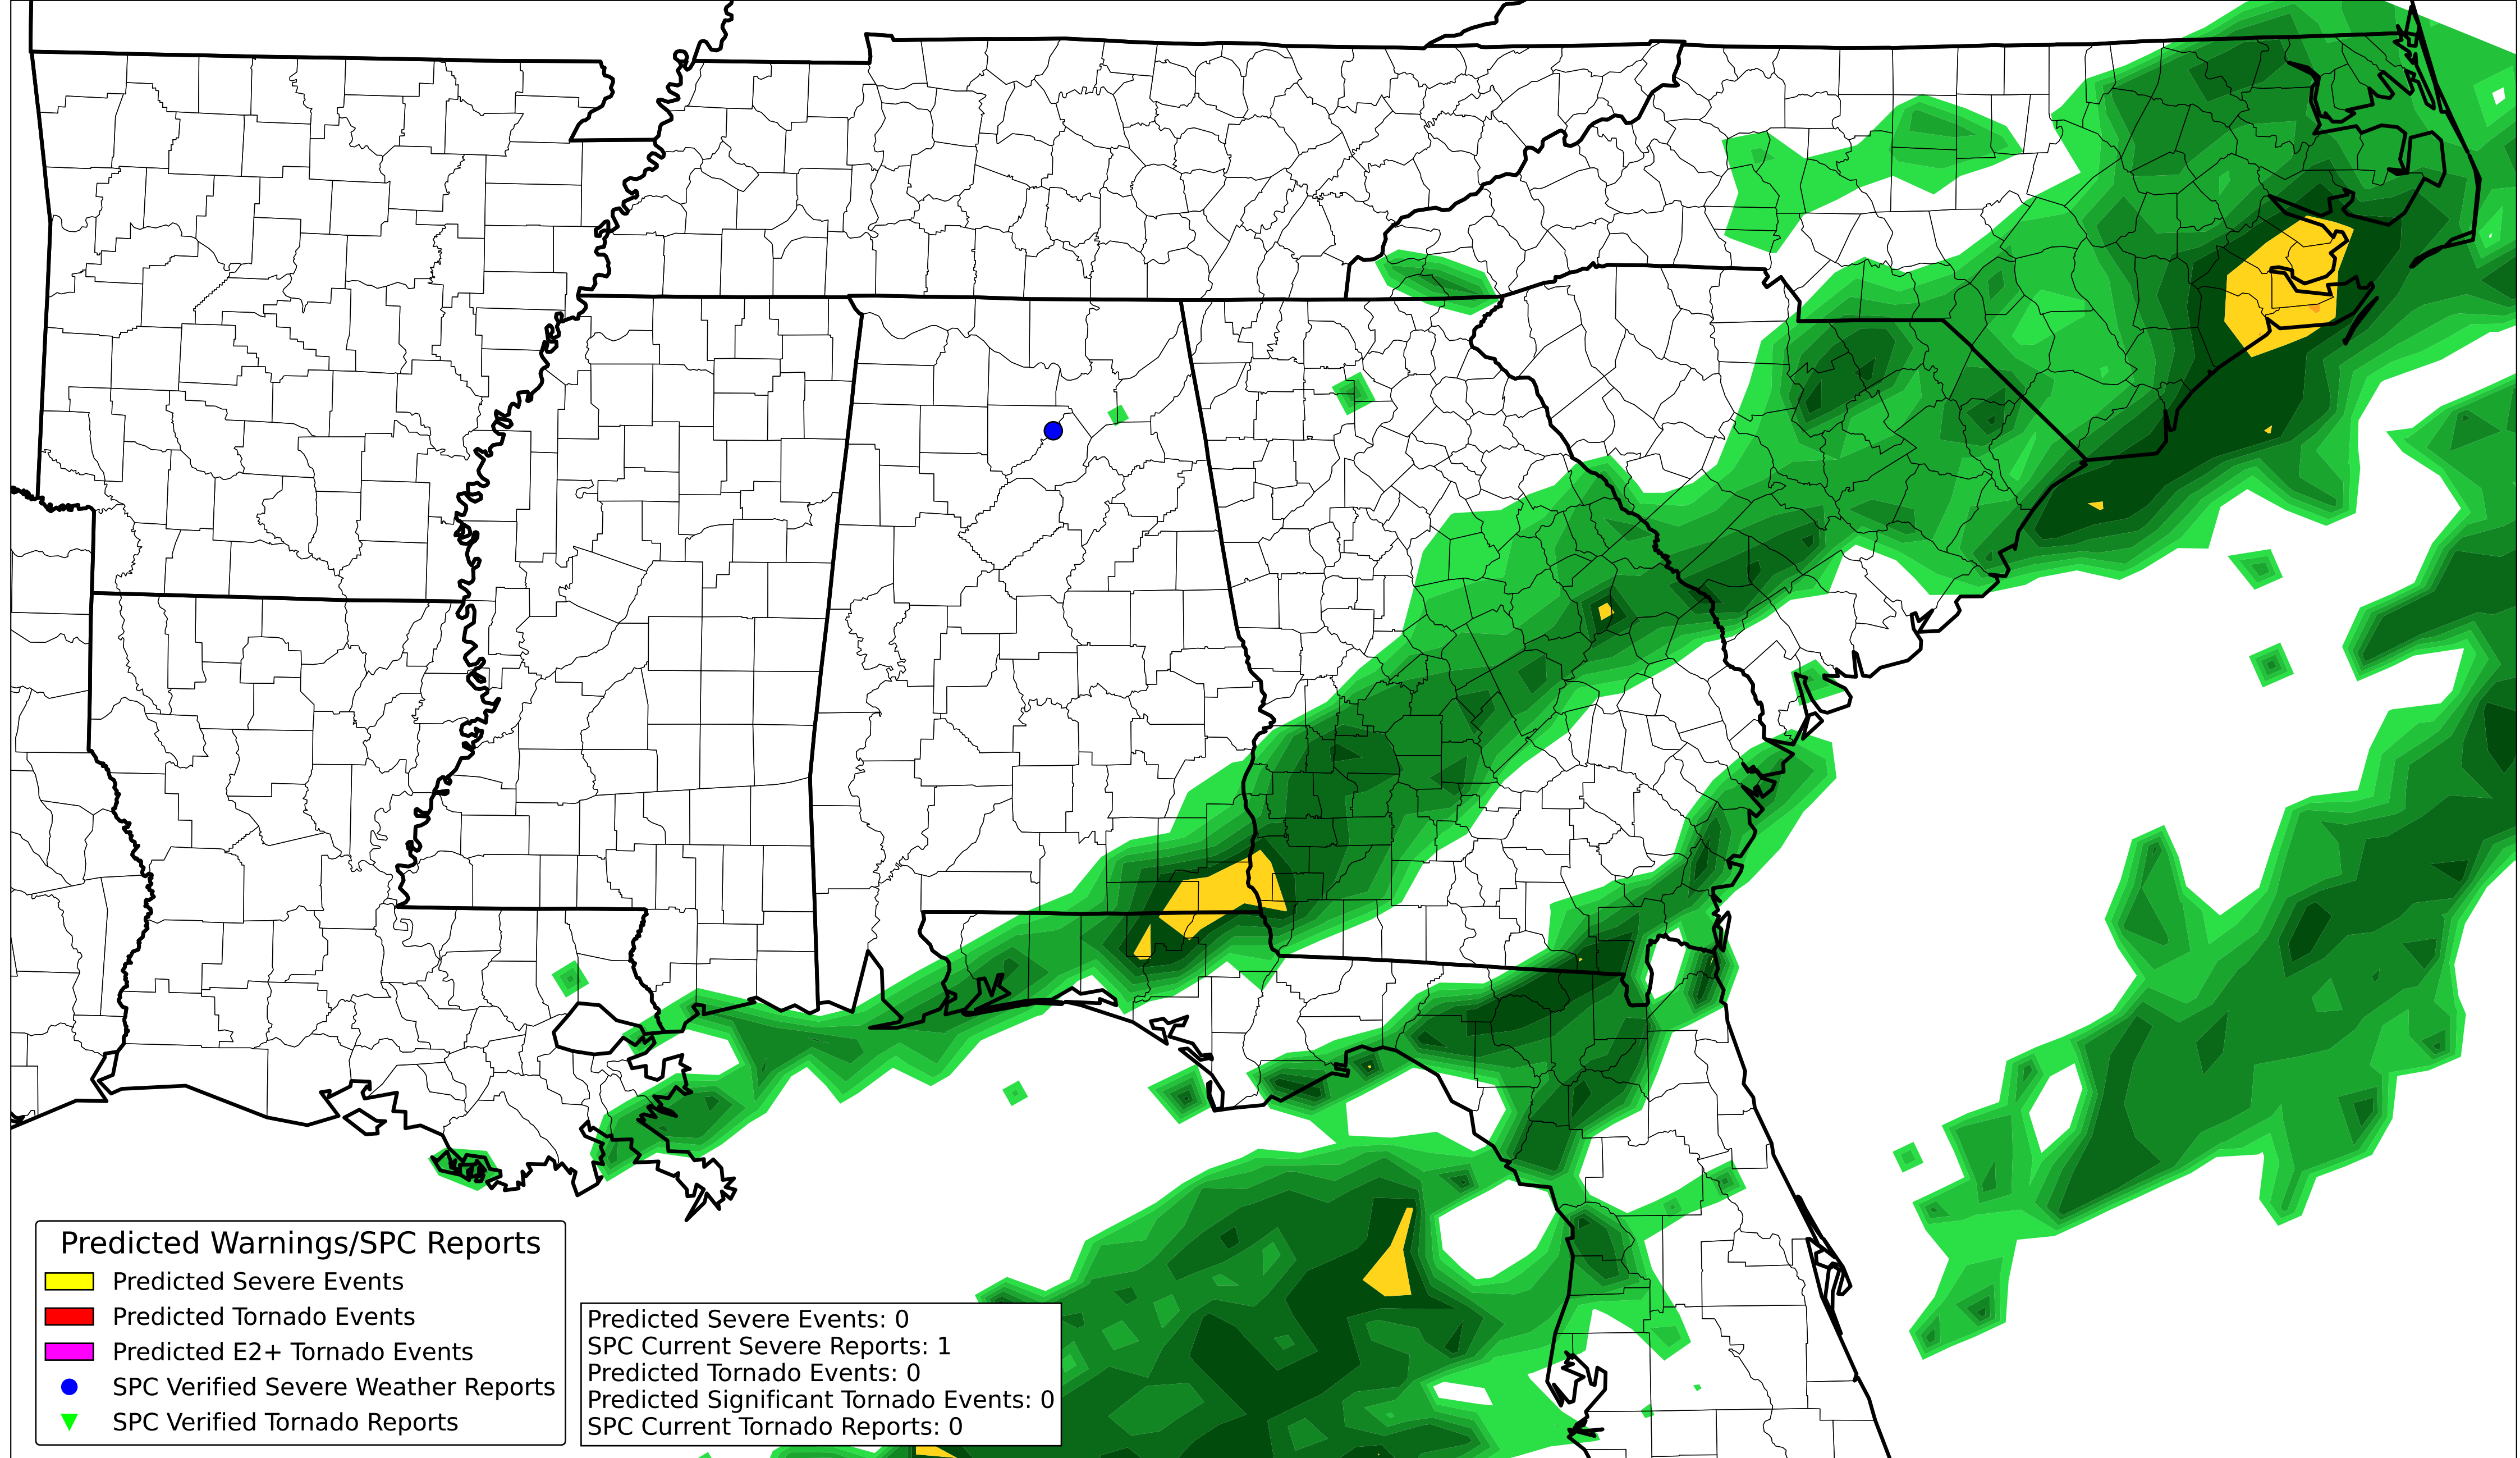 Predicted Warnings/SPC Reports
Predicted Severe Events
Predicted Tornado Events
Predicted E2+ Tornado Events
SPC Verified Severe Weather Reports
SPC Verified Tornado Reports
Predicted Severe Events: 0
SPC Current Severe Reports: 1
Predicted Tornado Events: 0
Predicted Significant Tornado Events: 0
SPC Current Tornado Reports: 0